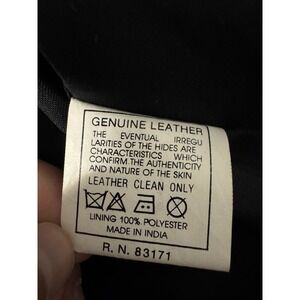 GENUINE LEATHER
THE EVENTUAL IRREGU
LARITIES OF THE HIDES ARE
CHARACTERISTICS WHICH
CONFIRM THE AUTHENTICITY
AND NATURE OF THE SKIN
LEATHER CLEAN ONLY
LINING 100% POLYESTER
MADE IN INDIA
R. N. 83171